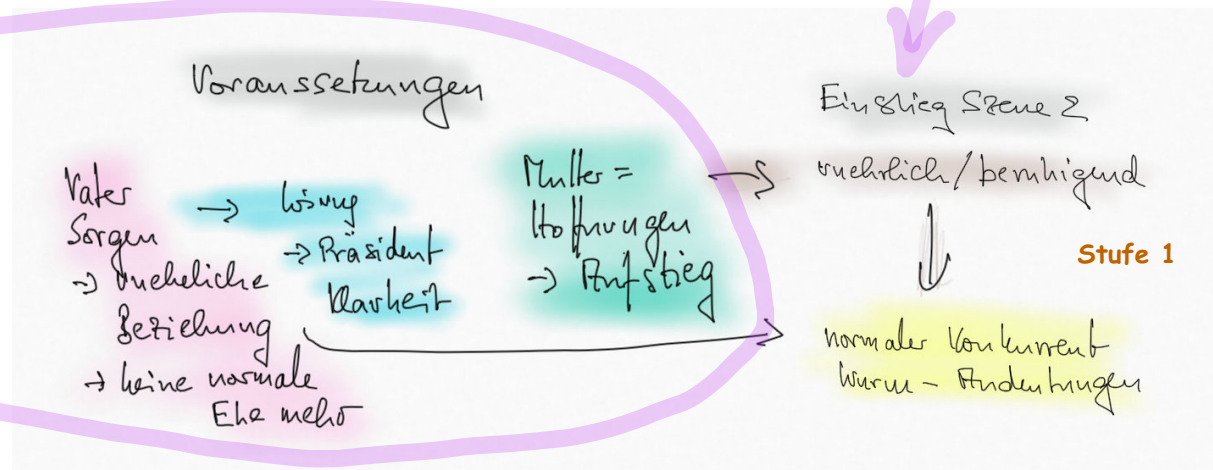 Voraussetzungen
Vater
Sorgen
→ uneheliche
Beziehung
→ keine normale
Ehe mehr
→ Lösung
→ Präsident
Klarheit
Mutter =
Hoffnungen
→ Aufstieg
Einstieg Szene 2
/ beruhigend
Stufe 1
normaler Konkurrent
Wurm - Andeutungen